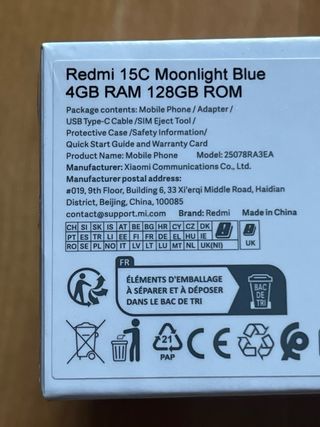 Redmi 15C Moonlight Blue
4GB RAM 128GB ROM
Package contents: Mobile Phone / Adapter /
USB Type-C Cable /SIM Eject Tool /
Protective Case /Safety Information/
Quick Start Guide and Warranty Card
Product Name: Mobile Phone Model: 25078RA3EA
Manufacturer: Xiaomi Communications Co., Ltd.
Manufacturer postal address:
#019, 9th Floor, Building 6, 33 Xi'erqi Middle Road, Haidian
District, Beijing, China, 100085
contact@support.mi.com Brand: Redmi Made in China
CH SI SK IS AT BE BG HR CY CZ DK
PT ES TR EE FI FR DE EL HU IE
RO SE PL NO IT LV LT LU MT NL UK(NI)
UK
FR
ÉLÉMENTS D'EMBALLAGE
À SÉPARER ET À DÉPOSER
DANS LE BAC DE TRI
BAC
DE
TRI
21
PAP
CE